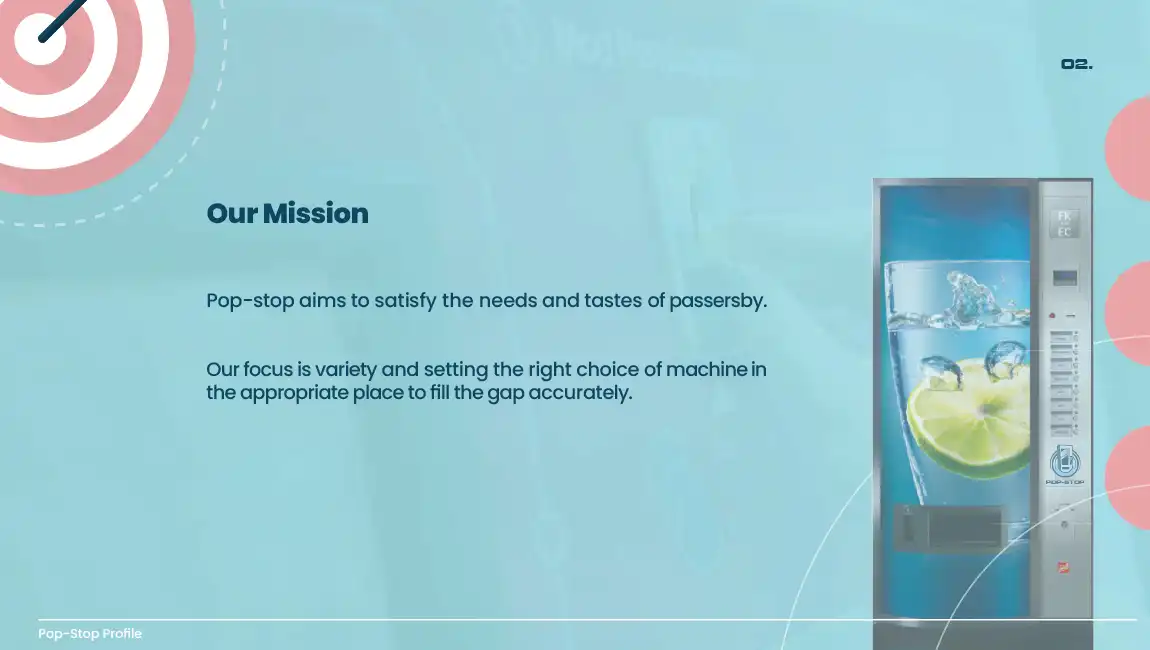 02.
Our Mission
Pop-stop aims to satisfy the needs and tastes of passersby.
Our focus is variety and setting the right choice of machine in
the appropriate place to fill the gap accurately.
FK
EC
POP-STOP
Pop-Stop Profile